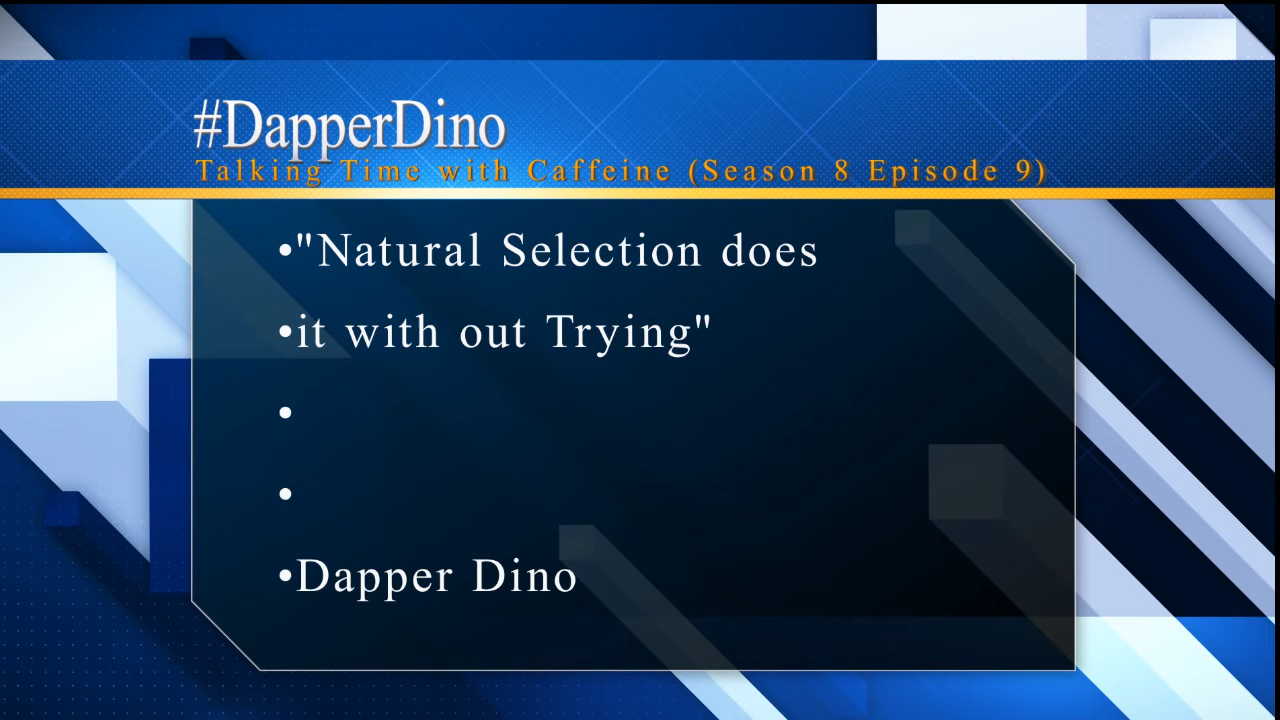 #DapperDino
Talking Time with Caffeine (Season 8 Episode 9)
•"Natural Selection does
•it with out Trying"
•
•
•Dapper Dino